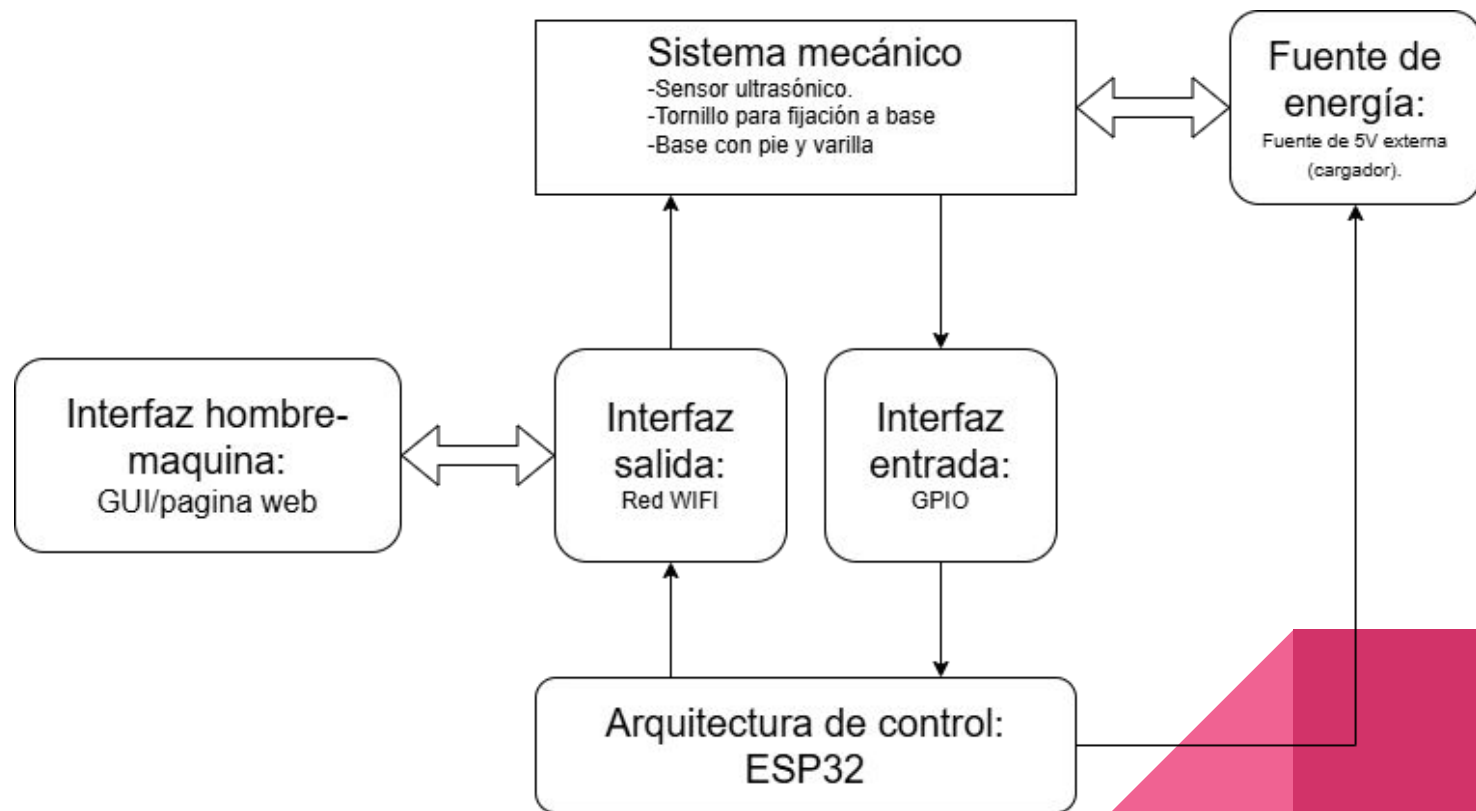 Sistema mecánico
-Sensor ultrasónico.
-Tornillo para fijación a base
-Base con pie y varilla
Fuente de
energía:
Fuente de 5V externa
(cargador).
Interfaz hombre-
maquina:
GUI/pagina web
Interfaz
salida:
Red WIFI
Interfaz
entrada:
GPIO
Arquitectura de control:
ESP32